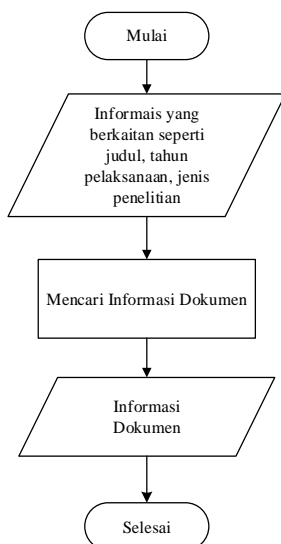 Mulai
Informais yang
berkaitan seperti
judul, tahun
pelaksanaan, jenis
penelitian
Mencari Informasi Dokumen
Informasi
Dokumen
Selesai